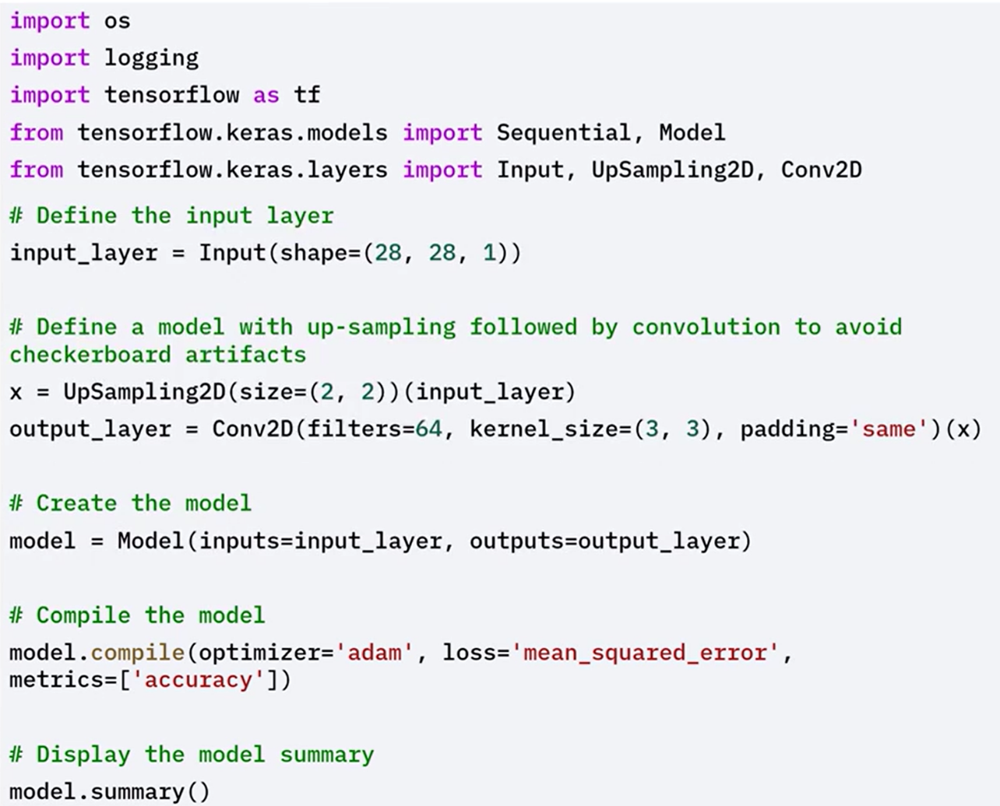 import os
import logging
import tensorflow as tf
from tensorflow.keras.models import Sequential, Model
from tensorflow.keras.layers import Input, UpSampling2D, Conv2D
# Define the input layer
input_layer = Input(shape=(28, 28, 1))
# Define a model with up-sampling followed by convolution to avoid
checkerboard artifacts
x = UpSampling2D(size=(2, 2))(input_layer)
output_layer = Conv2D(filters=64, kernel_size=(3, 3), padding='same')(x)
# Create the model
model = Model(inputs=input_layer, outputs=output_layer)
# Compile the model
model.compile(optimizer='adam', loss='mean_squared_error',
metrics=['accuracy'])
# Display the model summary
model.summary()